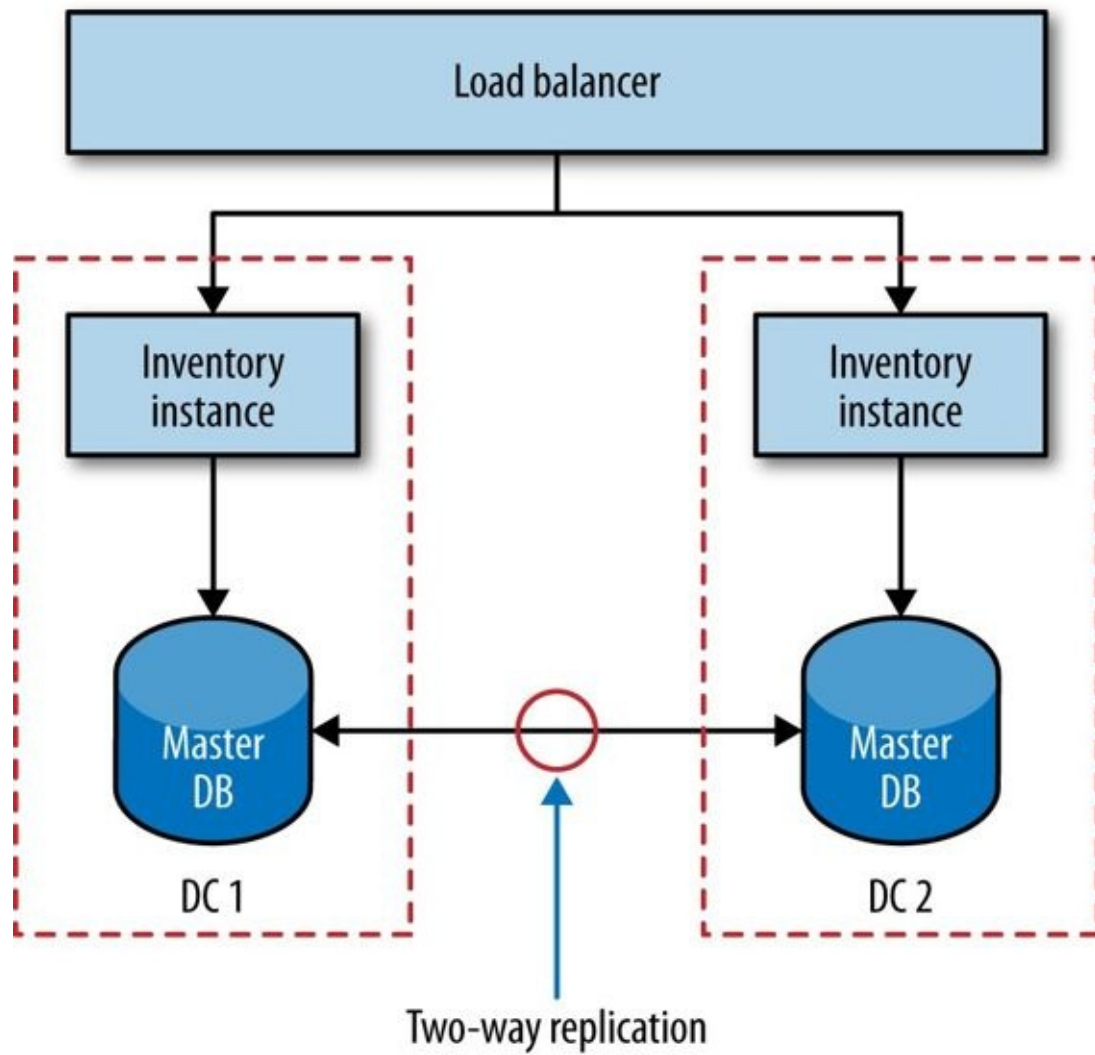 Load balancer
Inventory
instance
Inventory
instance
Master
DB
Master
DB
DC 1
DC 2
Two-way replication